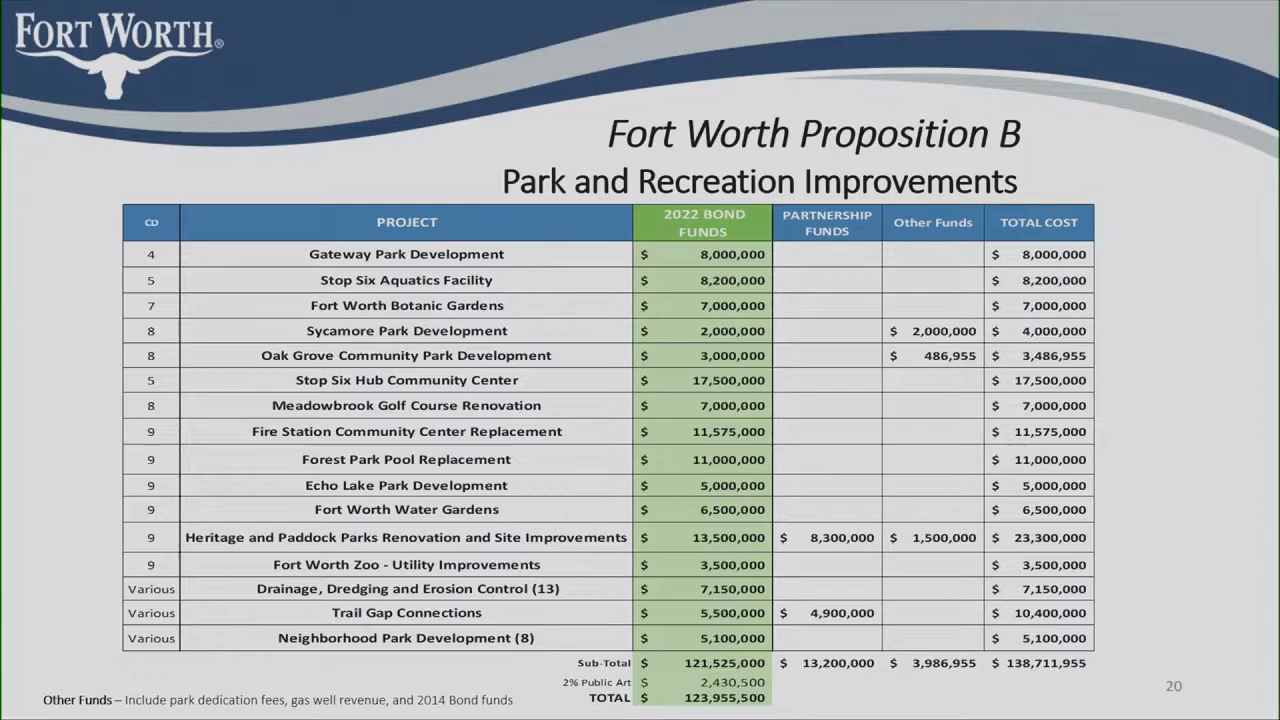 FORT WORTH®
Fort Worth Proposition B
Park and Recreation Improvements
CD PROJECT 2022 BOND FUNDS PARTNERSHIP FUNDS Other Funds TOTAL COST
4 Gateway Park Development $ 8,000,000 $ 8,000,000
5 Stop Six Aquatics Facility $ 8,200,000 $ 8,200,000
7 Fort Worth Botanic Gardens $ 7,000,000 $ 7,000,000
8 Sycamore Park Development $ 2,000,000 $ 2,000,000 $ 4,000,000
8 Oak Grove Community Park Development $ 3,000,000 $ 486,955 $ 3,486,955
5 Stop Six Hub Community Center $ 17,500,000 $ 17,500,000
8 Meadowbrook Golf Course Renovation $ 7,000,000 $ 7,000,000
9 Fire Station Community Center Replacement $ 11,575,000 $ 11,575,000
9 Forest Park Pool Replacement $ 11,000,000 $ 11,000,000
9 Echo Lake Park Development $ 5,000,000 $ 5,000,000
9 Fort Worth Water Gardens $ 6,500,000 $ 6,500,000
9 Heritage and Paddock Parks Renovation and Site Improvements $ 13,500,000 $ 8,300,000 $ 1,500,000 $ 23,300,000
9 Fort Worth Zoo - Utility Improvements $ 3,500,000 $ 3,500,000
Various Drainage, Dredging and Erosion Control (13) $ 7,150,000 $ 7,150,000
Various Trail Gap Connections $ 5,500,000 $ 4,900,000 $ 10,400,000
Various Neighborhood Park Development (8) $ 5,100,000 $ 5,100,000
Sub-Total $ 121,525,000 $ 13,200,000 $ 3,986,955 $ 138,711,955
2% Public Art $ 2,430,500
TOTAL $ 123,955,500
Other Funds – Include park dedication fees, gas well revenue, and 2014 Bond funds
20